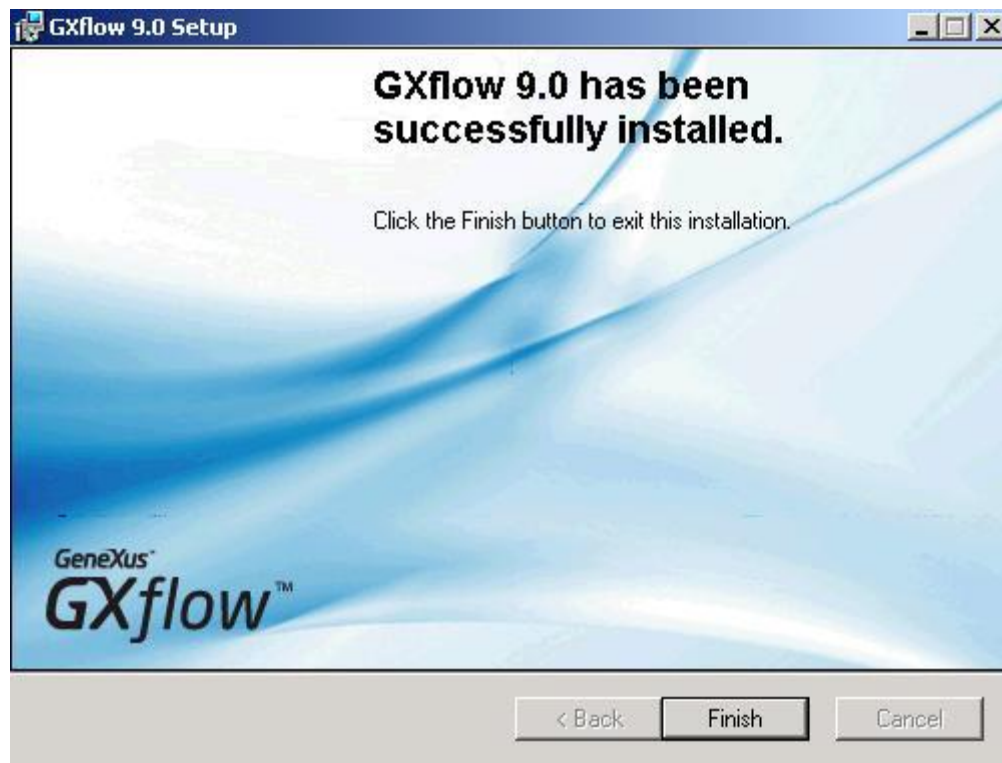 GXflow 9.0 Setup
GXflow 9.0 has been
successfully installed.
Click the Finish button to exit this installation.
GeneXus™
GXflow™
< Back
Finish
Cancel